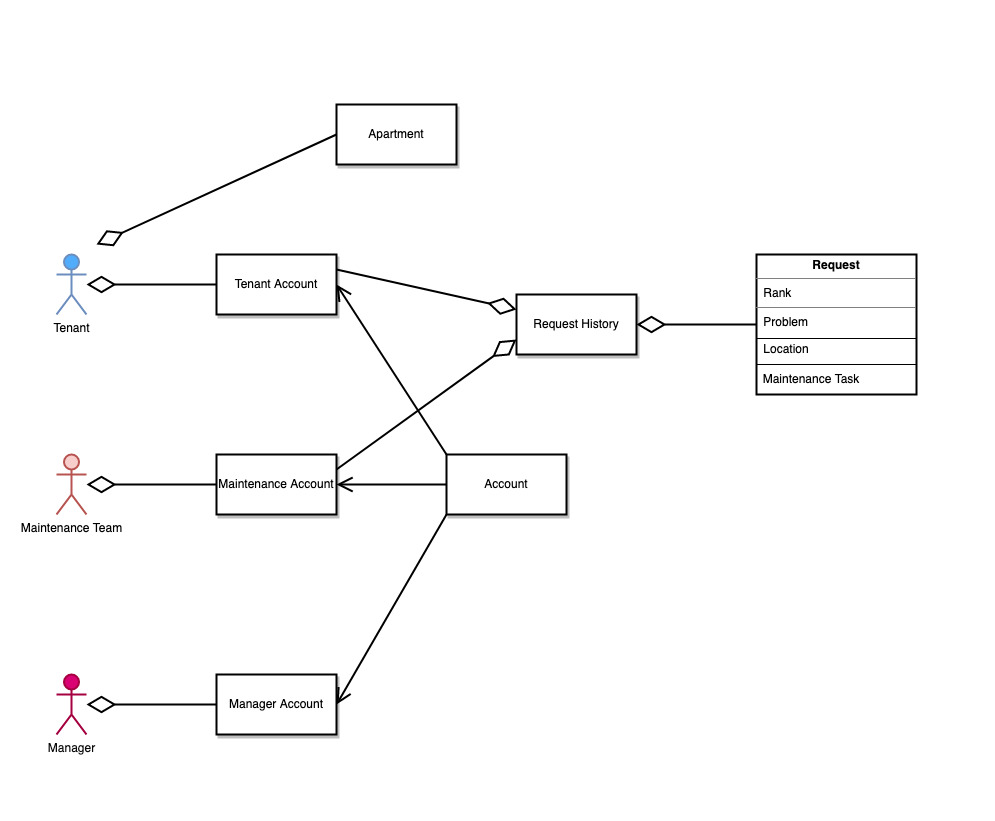 Apartment
Tenant
Tenant Account
Request History
Request
Rank
Problem
Location
Maintenance Task
Maintenance Team
Maintenance Account
Account
Manager
Manager Account